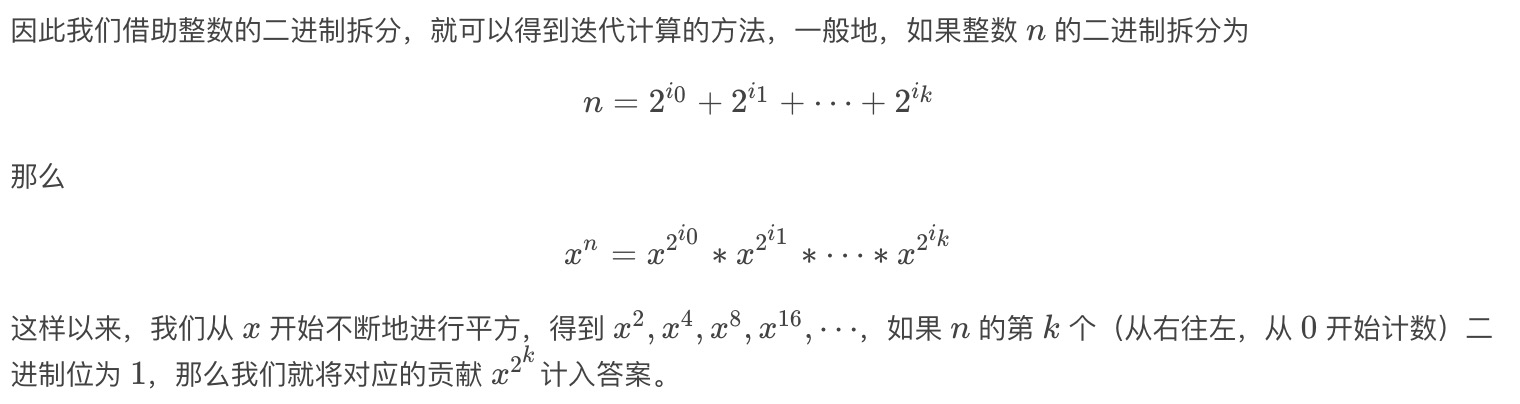 因此我们借助整数的二进制拆分，就可以得到迭代计算的方法，一般地，如果整数 n 的二进制拆分为
n = 2^{i0} + 2^{i1} + ⋯ + 2^{ik}
那么
x^n = x^{2^{i0}} * x^{2^{i1}} * ⋯ * x^{2^{ik}}
这样以来，我们从 x 开始不断地进行平方，得到 x^2, x^4, x^8, x^{16}, ⋯，如果 n 的第 k 个（从右往左，从 0 开始计数）二
进制位为 1，那么我们就将对应的贡献 x^{2^k} 计入答案。